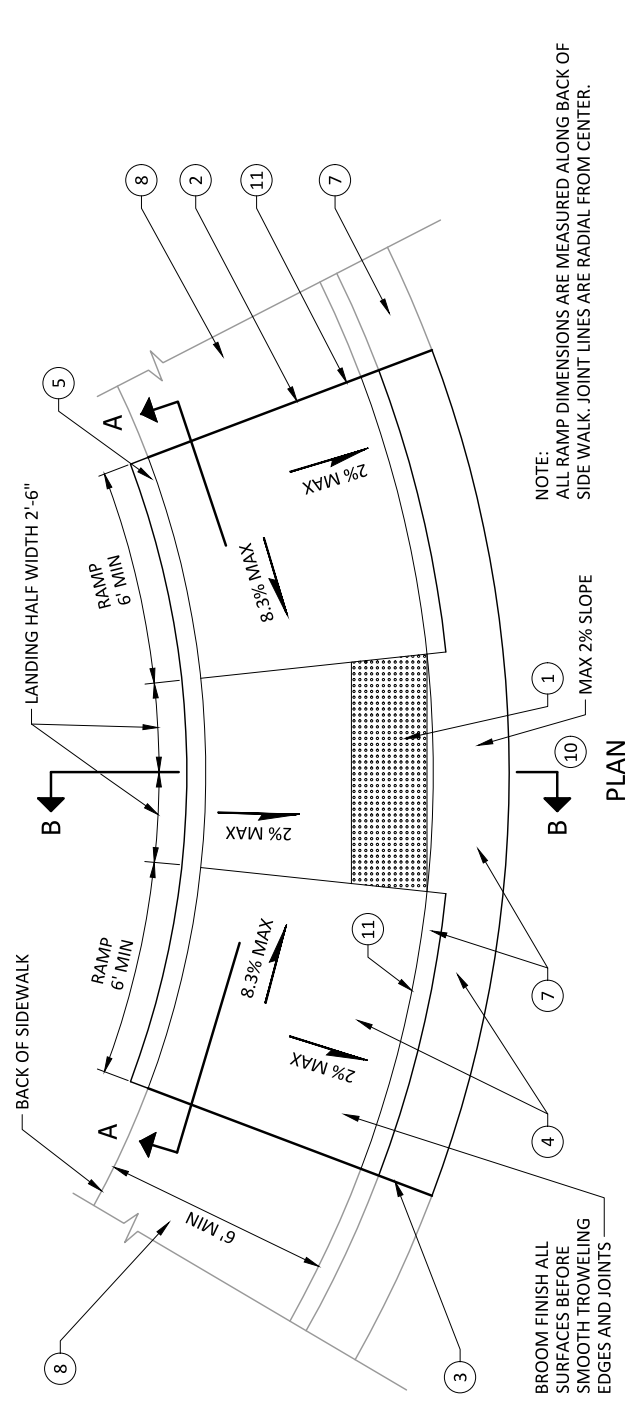 8
2
11
7
5
A
LANDING HALF WIDTH 2'-6"
RAMP
6' MIN
2% MAX
8.3% MAX
NOTE:
ALL RAMP DIMENSIONS ARE MEASURED ALONG BACK OF
SIDE WALK. JOINT LINES ARE RADIAL FROM CENTER.
B
2% MAX
1
MAX 2% SLOPE
10
B
PLAN
BACK OF SIDEWALK
RAMP
6' MIN
8.3% MAX
2% MAX
11
7
4
A
6' MIN
8
3
BROOM FINISH ALL
SURFACES BEFORE
SMOOTH TROWELING
EDGES AND JOINTS